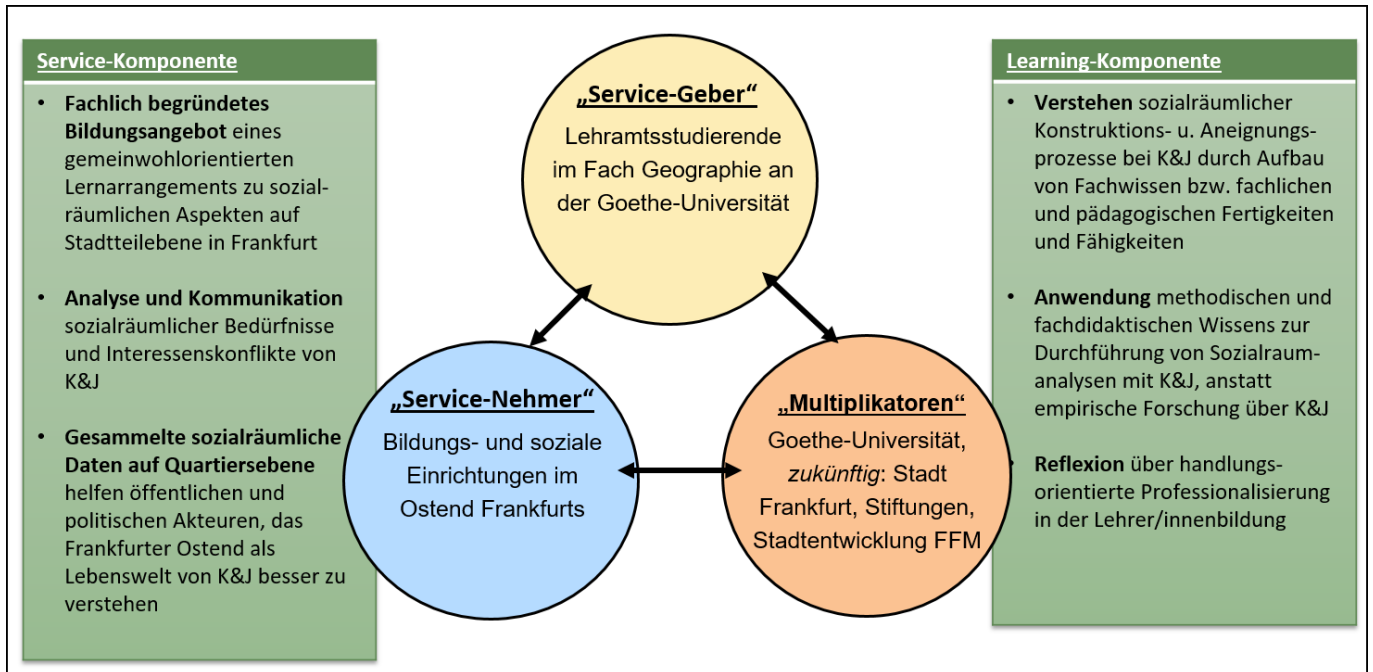 Service-Komponente
• Fachlich begründetes
Bildungsangebot eines
gemeinwohlorientierten
Lernarrangements zu sozial-
räumlichen Aspekten auf
Stadtteilebene in Frankfurt
• Analyse und Kommunikation
sozialräumlicher Bedürfnisse
und Interessenskonflikte von
K&J
• Gesammelte sozialräumliche
Daten auf Quartiersebene
helfen öffentlichen und
politischen Akteuren, das
Frankfurter Ostend als
Lebenswelt von K&J besser zu
verstehen
„Service-Geber“
Lehramtsstudierende
im Fach Geographie an
der Goethe-Universität
„Service-Nehmer“
Bildungs- und soziale
Einrichtungen im
Ostend Frankfurts
„Multiplikatoren“
Goethe-Universität,
zukünftig: Stadt
Frankfurt, Stiftungen,
Stadtentwicklung FFM
Learning-Komponente
• Verstehen sozialräumlicher
Konstruktions- u. Aneignungs-
prozesse bei K&J durch Aufbau
von Fachwissen bzw. fachlichen
und pädagogischen Fertigkeiten
und Fähigkeiten
• Anwendung methodischen und
fachdidaktischen Wissens zur
Durchführung von Sozialraum-
analysen mit K&J, anstatt
empirische Forschung über K&J
• Reflexion über handlungs-
orientierte Professionalisierung
in der Lehrer/innenbildung